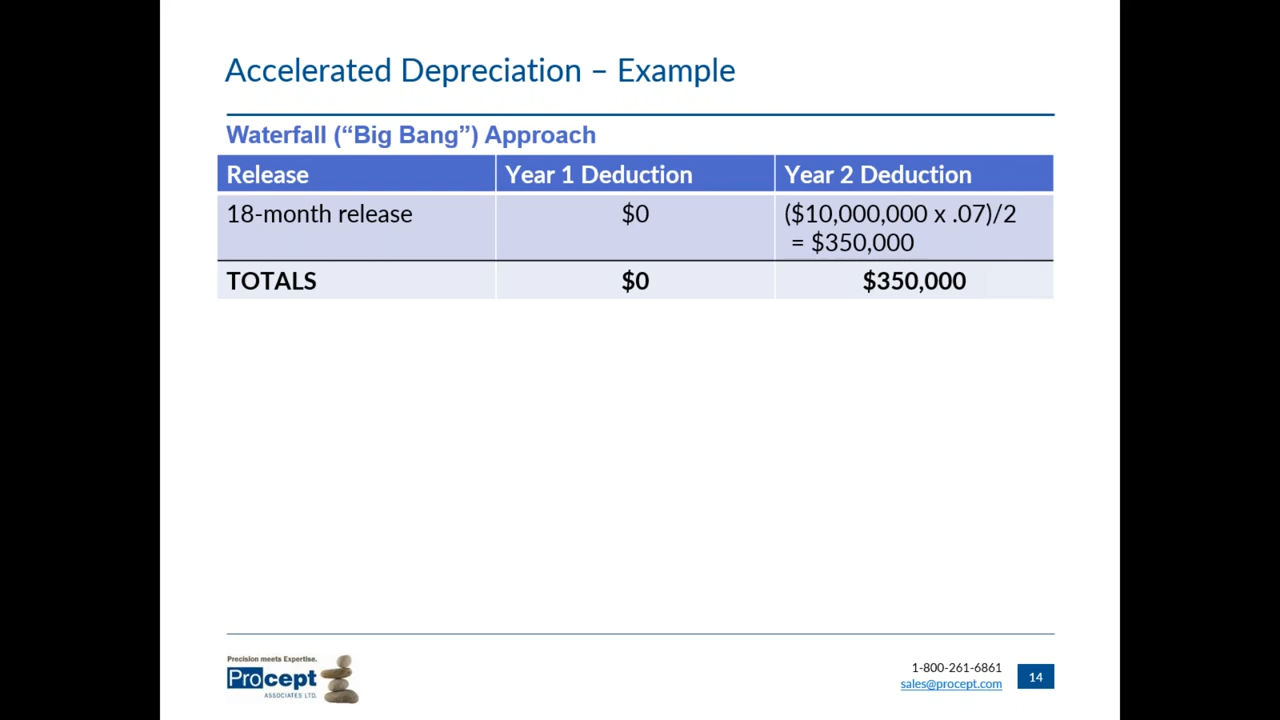 Accelerated Depreciation – Example
Waterfall (“Big Bang”) Approach
Release Year 1 Deduction Year 2 Deduction
18-month release $0 ($10,000,000 x .07)/2
= $350,000
TOTALS $0 $350,000
Precision meets Expertise.
Procept
ASSOCIATES LTD.
1-800-261-6861
sales@procept.com
14